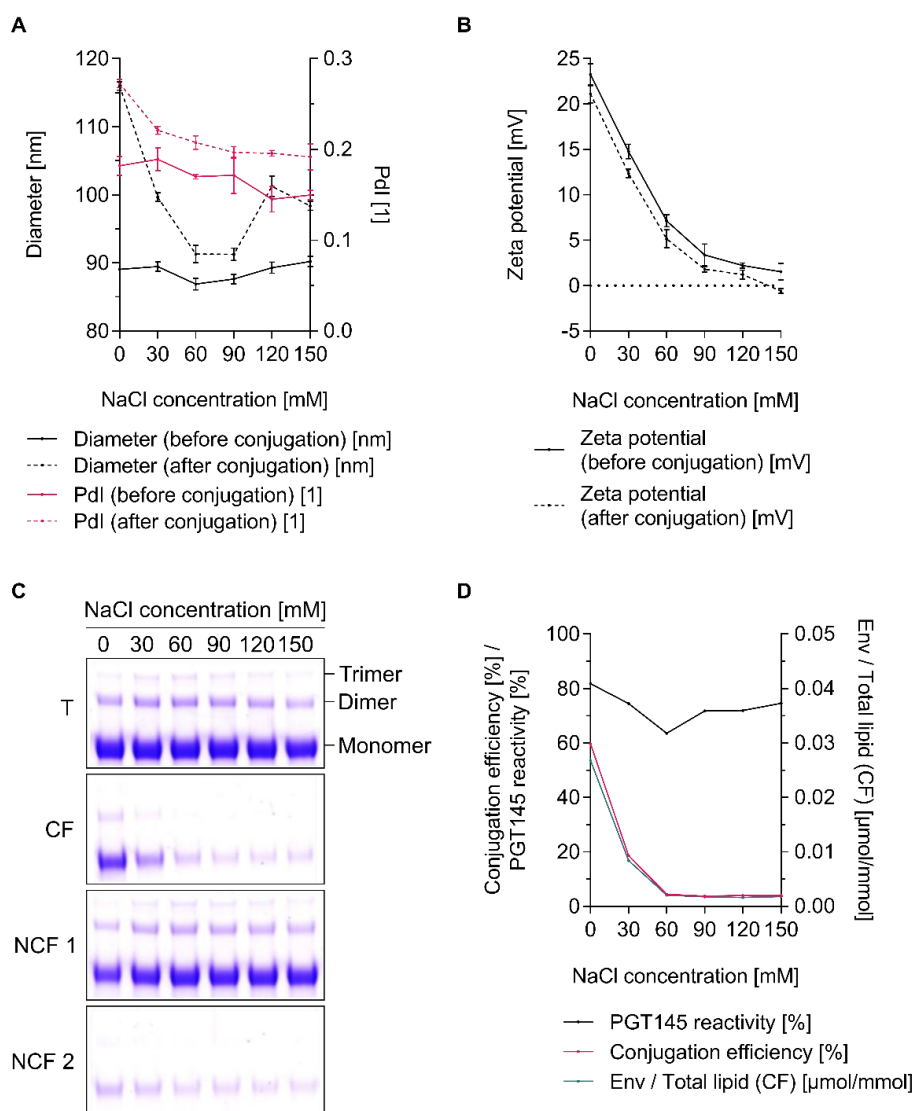 A
120
110
100
90
80
Diameter [nm]
0.3
0.2
0.1
0.0
PdI [1]
0 30 60 90 120 150
NaCl concentration [mM]
Diameter (before conjugation) [nm]
Diameter (after conjugation) [nm]
PdI (before conjugation) [1]
PdI (after conjugation) [1]
B
25
20
15
10
5
0
-5
Zeta potential [mV]
0 30 60 90 120 150
NaCl concentration [mM]
Zeta potential
(before conjugation) [mV]
Zeta potential
(after conjugation) [mV]
C
NaCl concentration [mM]
0 30 60 90 120 150
T
Trimer
Dimer
Monomer
CF
NCF 1
NCF 2
D
100
80
60
40
20
0
Conjugation efficiency [%] /
PGT145 reactivity [%]
0.05
0.04
0.03
0.02
0.01
0.00
Env / Total lipid (CF) [µmol/mmol]
0 30 60 90 120 150
NaCl concentration [mM]
PGT145 reactivity [%]
Conjugation efficiency [%]
Env / Total lipid (CF) [µmol/mmol]